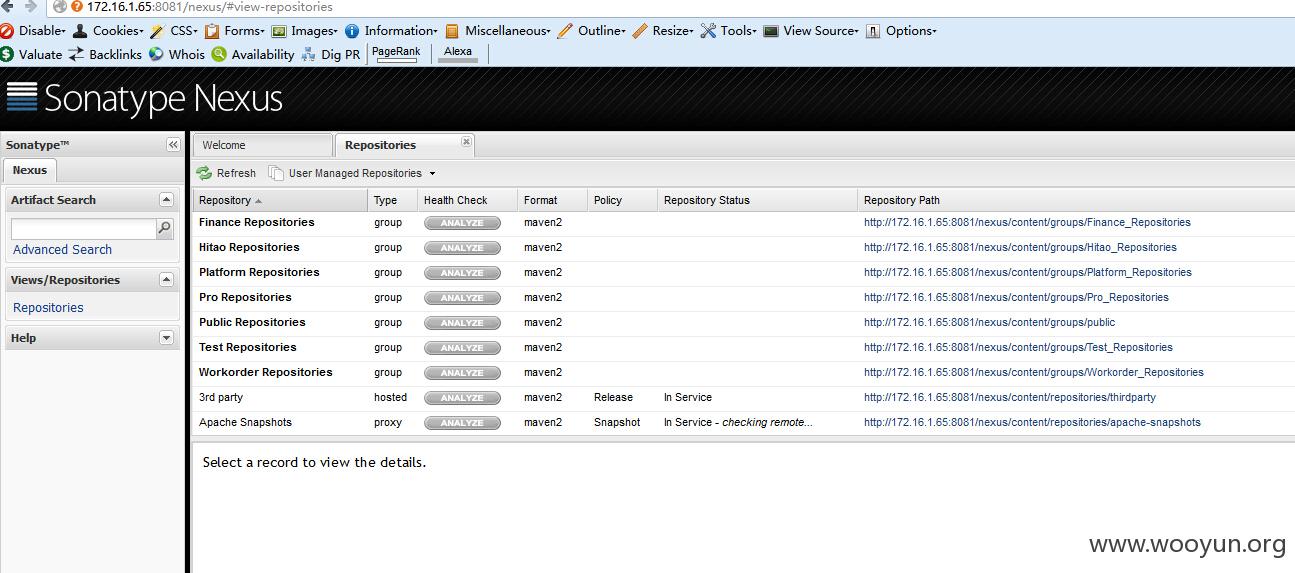 172.16.1.65:8081/nexus/#view-repositories
Disable Cookies CSS Forms Images Information Miscellaneous Outline Resize Tools View Source Options
Valuate Backlinks Whois Availability Dig PR PageRank Alexa
Sonatype Nexus
Sonatype™
Welcome Repositories
Nexus
Refresh User Managed Repositories
Artifact Search
Repository Type Health Check Format Policy Repository Status Repository Path
Finance Repositories group ANALYZE maven2 http://172.16.1.65:8081/nexus/content/groups/Finance_Repositories
Advanced Search
Hitao Repositories group ANALYZE maven2 http://172.16.1.65:8081/nexus/content/groups/Hitao_Repositories
Views/Repositories
Platform Repositories group ANALYZE maven2 http://172.16.1.65:8081/nexus/content/groups/Platform_Repositories
Repositories
Pro Repositories group ANALYZE maven2 http://172.16.1.65:8081/nexus/content/groups/Pro_Repositories
Public Repositories group ANALYZE maven2 http://172.16.1.65:8081/nexus/content/groups/public
Help
Test Repositories group ANALYZE maven2 http://172.16.1.65:8081/nexus/content/groups/Test_Repositories
Workorder Repositories group ANALYZE maven2 http://172.16.1.65:8081/nexus/content/groups/Workorder_Repositories
3rd party hosted ANALYZE maven2 Release In Service http://172.16.1.65:8081/nexus/content/repositories/thirdparty
Apache Snapshots proxy ANALYZE maven2 Snapshot In Service - checking remote... http://172.16.1.65:8081/nexus/content/repositories/apache-snapshots
Select a record to view the details.
www.wooyun.org